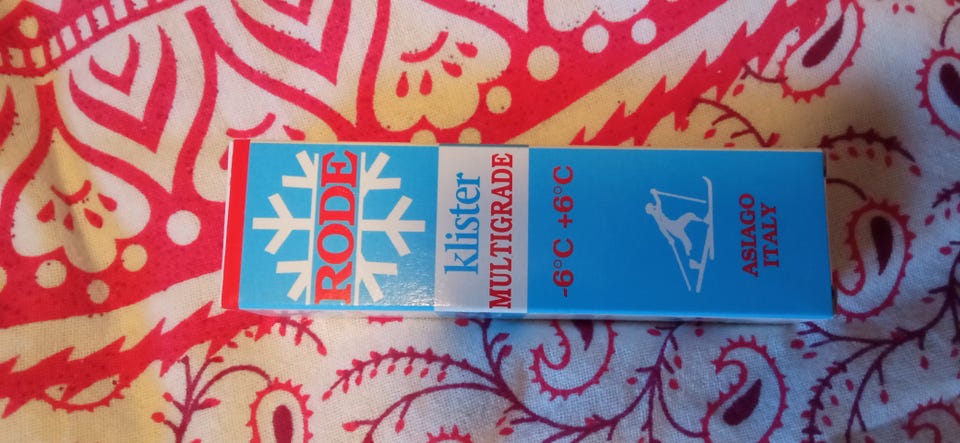 RODE
klister
MULTIGRADE
-6°C +6°C
ASIAGO
ITALY